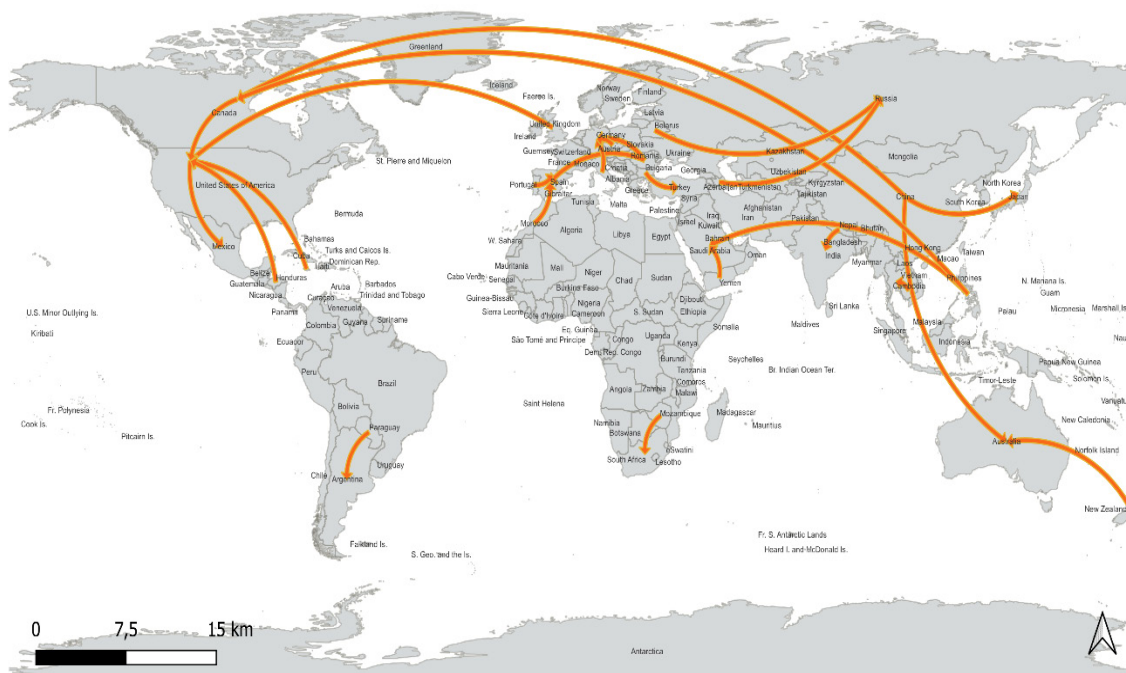 Greenland
Iceland
Norway
Finland
Sweden
Faeroe Is.
Russia
Canada
Latvia
United Kingdom
Belarus
Ireland
Germany
Guernsey
Switzerland
Austria
Slovakia
Ukraine
Kazakhstan
Mongolia
St. Pierre and Miquelon
France
Monaco
Romania
Croatia
Bulgaria
Georgia
Uzbekistan
United States of America
Portugal
Spain
Albania
Azerbaijan
Turkmenistan
Kyrgyzstan
Tajikistan
North Korea
Gibraltar
Greece
Turkey
China
South Korea
Japan
Tunisia
Malta
Syria
Afghanistan
Bermuda
Palestine
Israel
Iraq
Iran
Pakistan
Nepal
Bhutan
Morocco
Algeria
Libya
Egypt
Kuwait
Bahrain
Bahamas
Mexico
W. Sahara
Saudi Arabia
Oman
India
Bangladesh
Hong Kong
Taiwan
Turks and Caicos Is.
Cuba
Dominican Rep.
Haiti
Myanmar
Laos
Macao
Mauritania
Mali
Niger
Chad
Sudan
Belize
Honduras
Guatemala
Cabo Verde
Senegal
Yemen
Vietnam
Philippines
Aruba
Barbados
Burkina Faso
Cambodia
N. Mariana Is.
Guam
Nicaragua
Curaçao
Trinidad and Tobago
Guinea-Bissau
Nigeria
Djibouti
Panama
Venezuela
Sierra Leone
Côte d'Ivoire
Cameroon
S. Sudan
Ethiopia
Sri Lanka
Palau
Micronesia
Marshall Is.
U.S. Minor Outlying Is.
Colombia
Guyana
Suriname
Eq. Guinea
Somalia
Maldives
Malaysia
Singapore
Kiribati
Ecuador
São Tomé and Principe
Congo
Uganda
Kenya
Indonesia
Nau
Dem. Rep. Congo
Burundi
Seychelles
Papua New Guinea
Peru
Brazil
Tanzania
Br. Indian Ocean Ter.
Timor-Leste
Solomon Is.
Comoros
Angola
Zambia
Malawi
Fr. Polynesia
Bolivia
Saint Helena
Mozambique
Madagascar
Vanuatu
Cook Is.
Pitcairn Is.
Paraguay
Namibia
Botswana
Mauritius
New Caledonia
Australia
eSwatini
Norfolk Island
Uruguay
South Africa
Lesotho
Chile
Argentina
New Zealand
Fr. S. Antarctic Lands
Falkland Is.
S. Geo. and the Is.
Heard I. and McDonald Is.
0 7,5 15 km
Antarctica